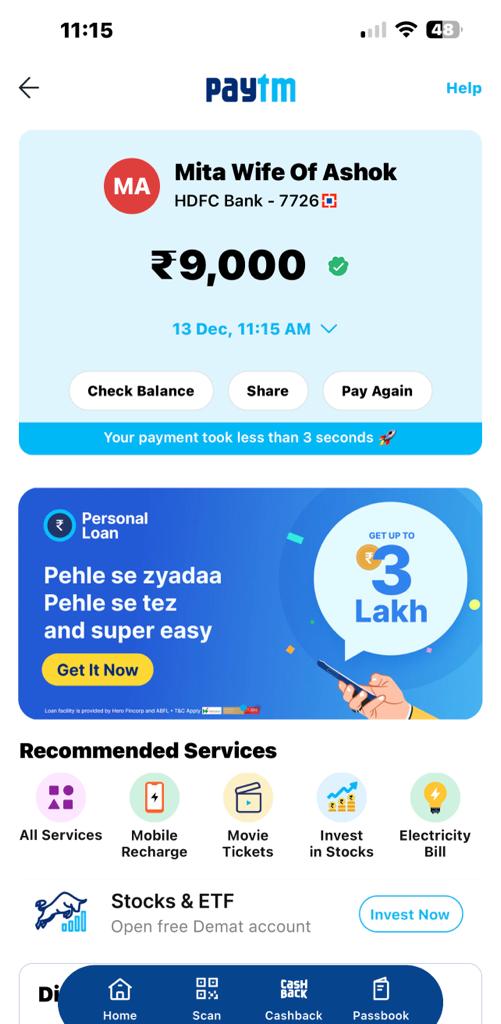 11:15
48
paytm
Help
MA
Mita Wife Of Ashok
HDFC Bank - 7726
₹9,000
13 Dec, 11:15 AM
Check Balance
Share
Pay Again
Your payment took less than 3 seconds 🚀
₹
Personal
Loan
Pehle se zyadaa
Pehle se tez
and super easy
Get It Now
GET UP TO
₹
3
Lakh
Loan facility is provided by Hero Fincorp and ABFL • T&C Apply
Recommended Services
All Services
Mobile
Recharge
Movie
Tickets
Invest
in Stocks
Electricity
Bill
Stocks & ETF
Open free Demat account
Invest Now
Di
Home
Scan
CASH
BACK
Cashback
Passbook